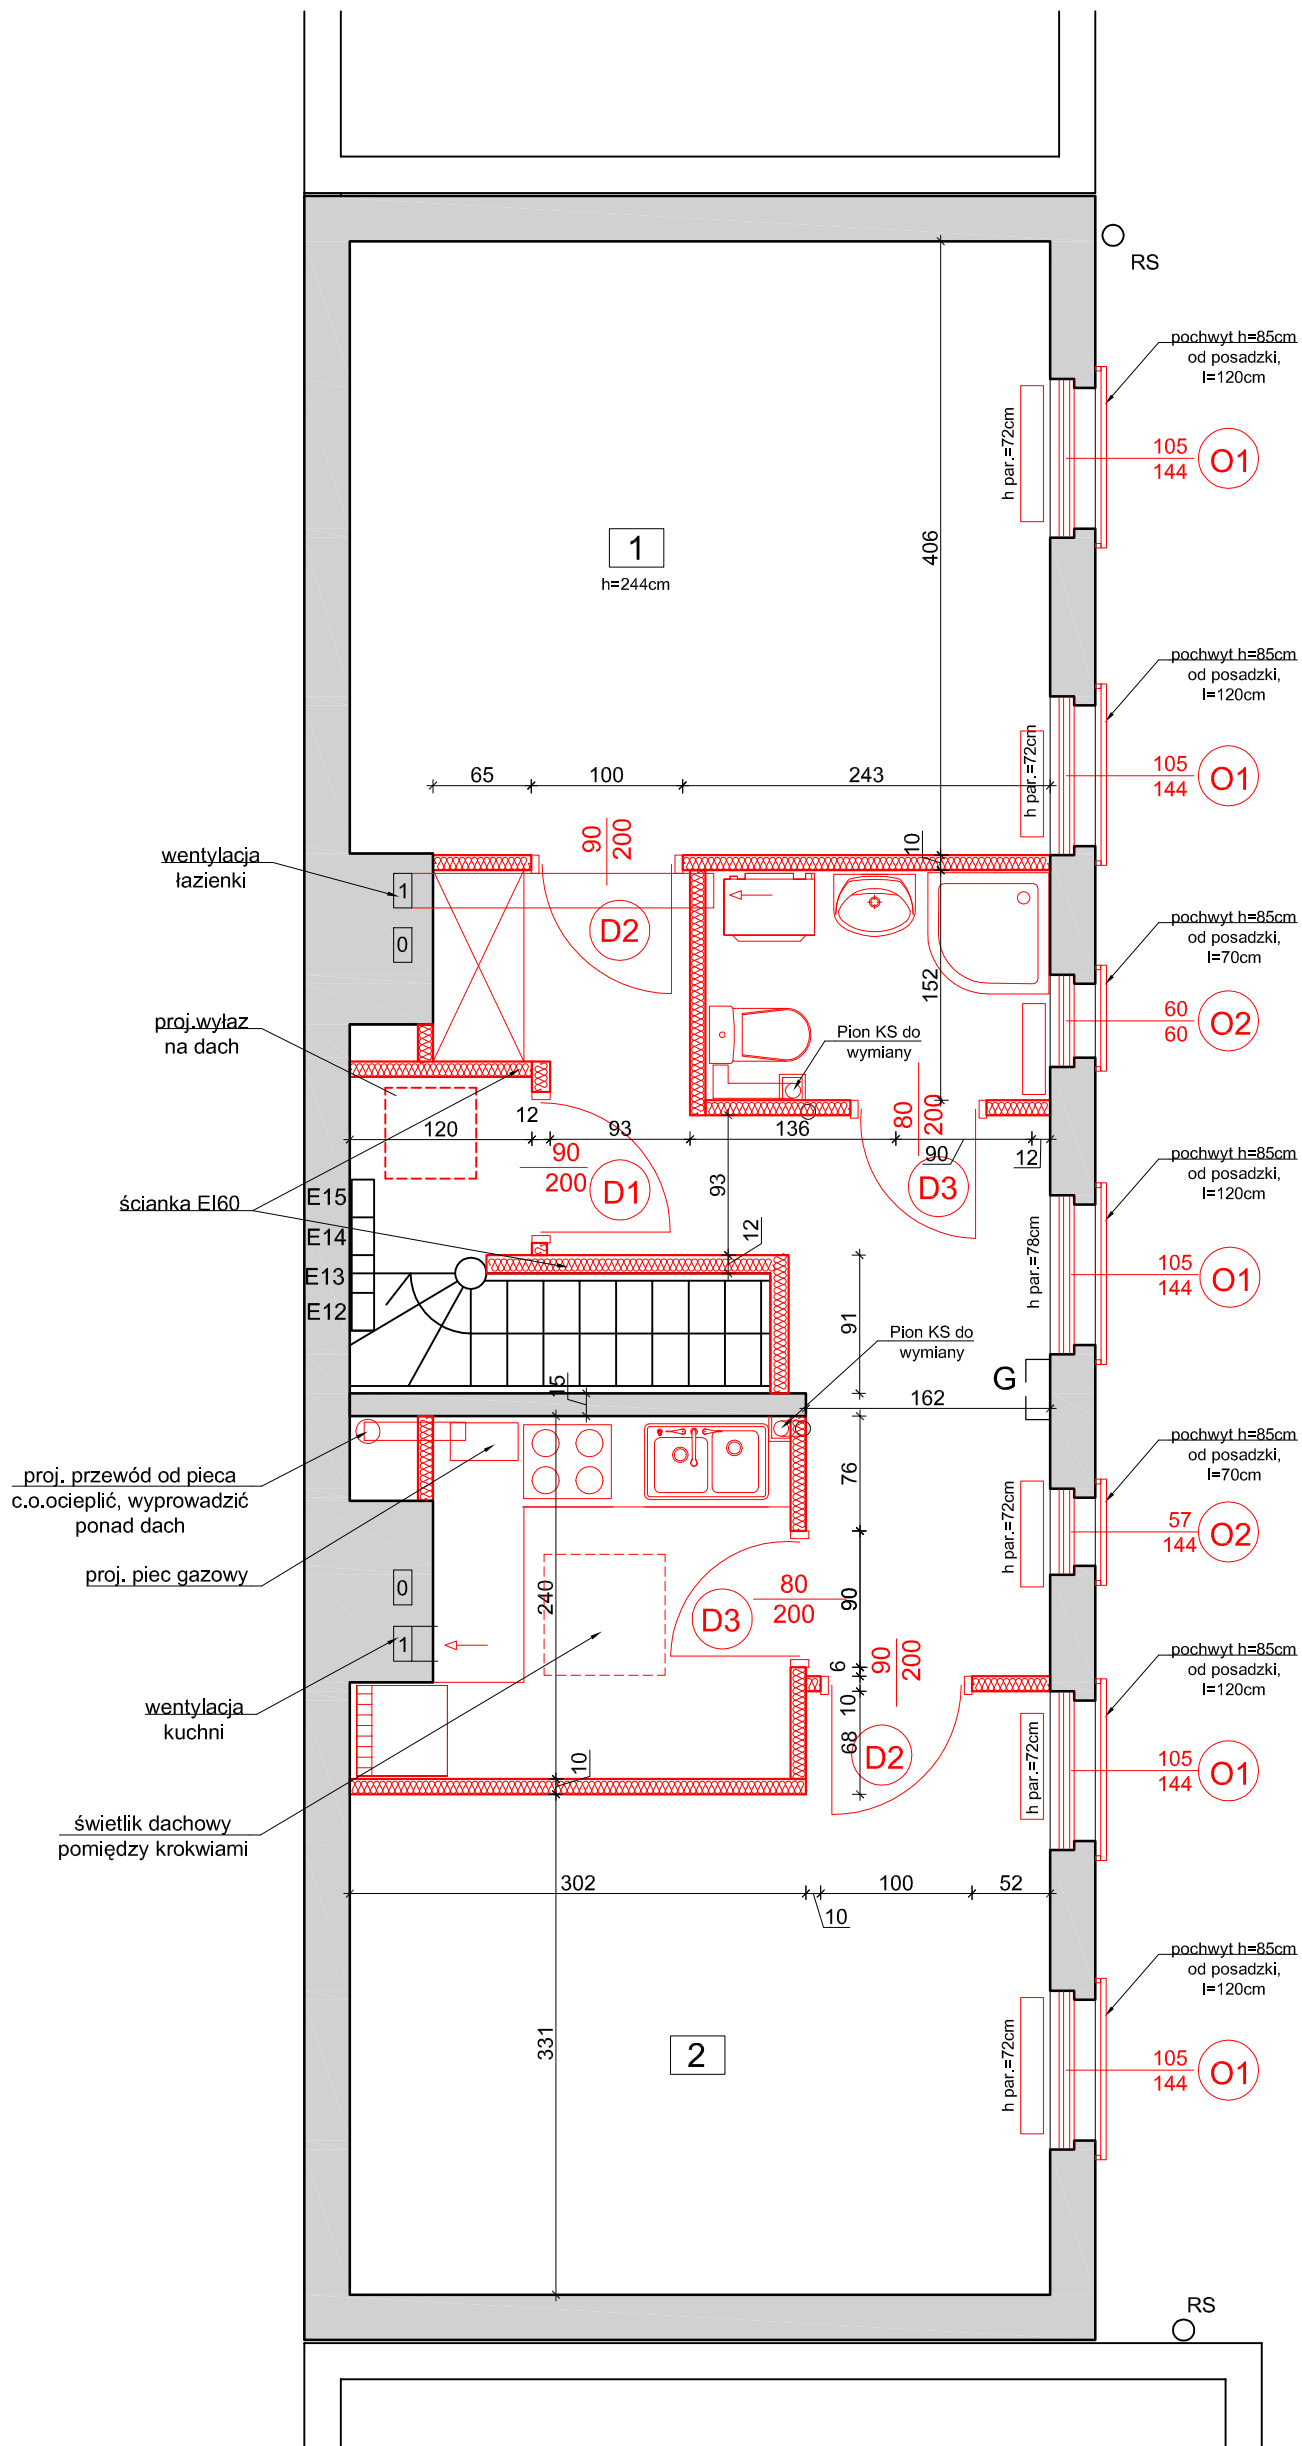 RS
pochwyt h=85cm
od posadzki,
l=120cm
h par.=72cm
105
144
O1
406
1
h=244cm
pochwyt h=85cm
od posadzki,
l=120cm
h par.=72cm
105
144
O1
65
100
243
90
200
10
wentylacja
łazienki
1
0
D2
pochwyt h=85cm
od posadzki,
l=70cm
60
60
O2
152
proj.wyłaz
na dach
Pion KS do
wymiany
80
200
120
12
93
136
90
12
90
200
D1
93
D3
pochwyt h=85cm
od posadzki,
l=120cm
h par.=78cm
105
144
O1
ścianka EI60
E15
E14
E13
E12
12
91
Pion KS do
wymiany
15
G
162
proj. przewód od pieca
c.o.ocieplić, wyprowadzić
ponad dach
76
pochwyt h=85cm
od posadzki,
l=70cm
h par.=72cm
57
144
O2
proj. piec gazowy
0
240
80
200
D3
90
1
6
90
200
wentylacja
kuchni
10
68
D2
10
pochwyt h=85cm
od posadzki,
l=120cm
h par.=72cm
105
144
O1
świetlik dachowy
pomiędzy krokwiami
302
10
100
52
331
2
pochwyt h=85cm
od posadzki,
l=120cm
h par.=72cm
105
144
O1
RS